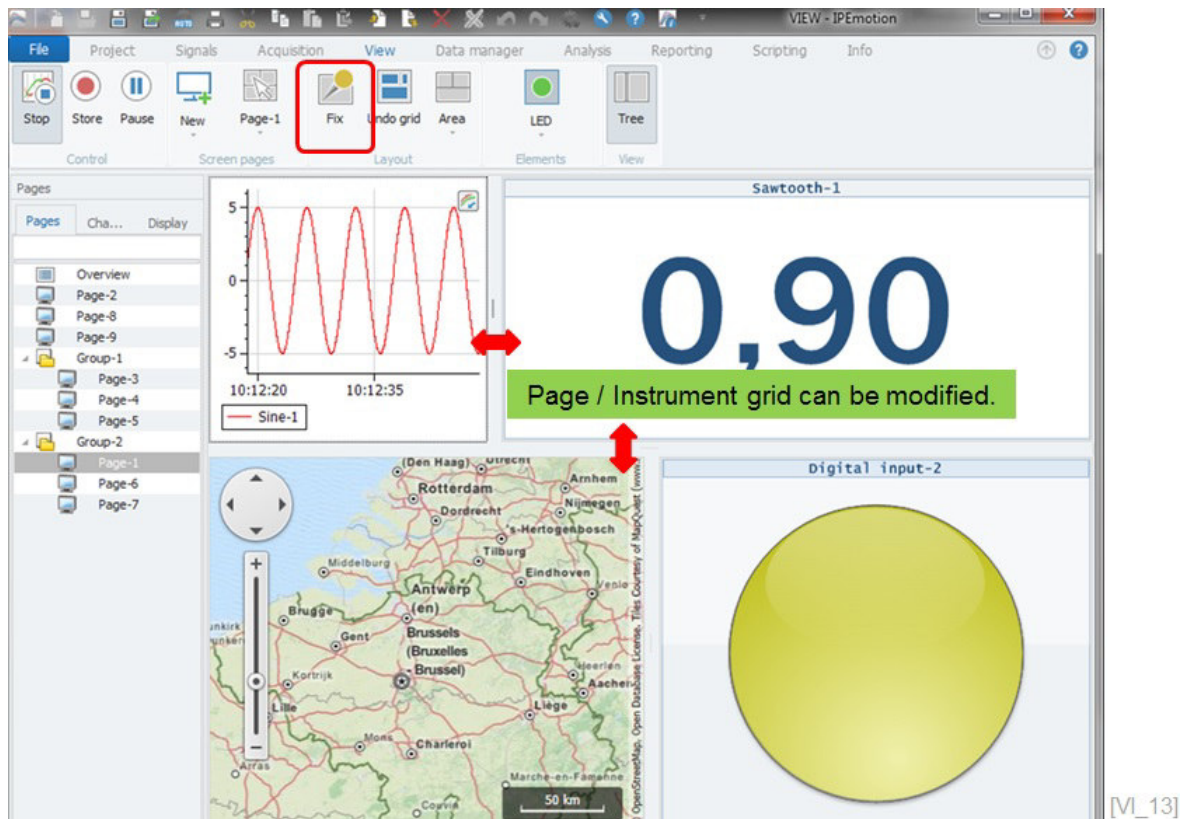 AUTO
VIEW - IPEmotion
File Project Signals Acquisition View Data manager Analysis Reporting Scripting Info
Stop Store Pause New Page-1 Fix Undo grid Area LED Tree
Control Screen pages Layout Elements View
Pages
Pages Cha... Display
Overview
Page-2
Page-8
Page-9
Group-1
Page-3
Page-4
Page-5
Group-2
Page-1
Page-6
Page-7
5
0
-5
10:12:20 10:12:35
Sine-1
Sawtooth-1
0,90
Page / Instrument grid can be modified.
(Den Haag)
Utrecht
Arnhem
Rotterdam
Nijmegen
Dordrecht
's-Hertogenbosch
Tilburg
Middelburg
Eindhoven
Venlo
Antwerp
(en)
Brugge
Gent
Brussels
(Bruxelles
- Brussel)
Kortrijk
Heerlen
Aachen
Lille
Liège
Mons
Charleroi
Arras
Marche-en-Famenne
Couvin
50 km
OpenStreetMap, Open Database License, Tiles Courtesy of MapQuest (www.
Digital input-2
[VI_13]